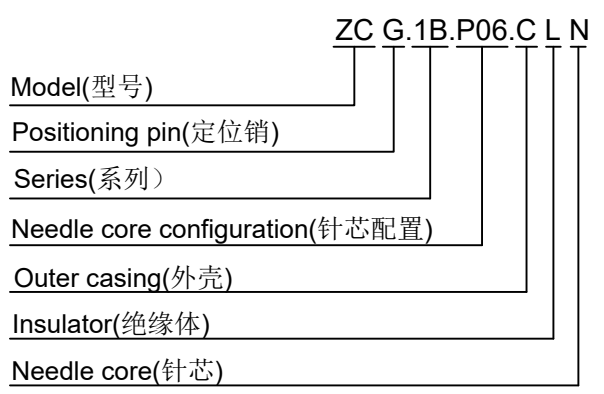 ZC G.1B.P06.C L N
Model(型号)
Positioning pin(定位销)
Series(系列）
Needle core configuration(针芯配置)
Outer casing(外壳)
Insulator(绝缘体)
Needle core(针芯)